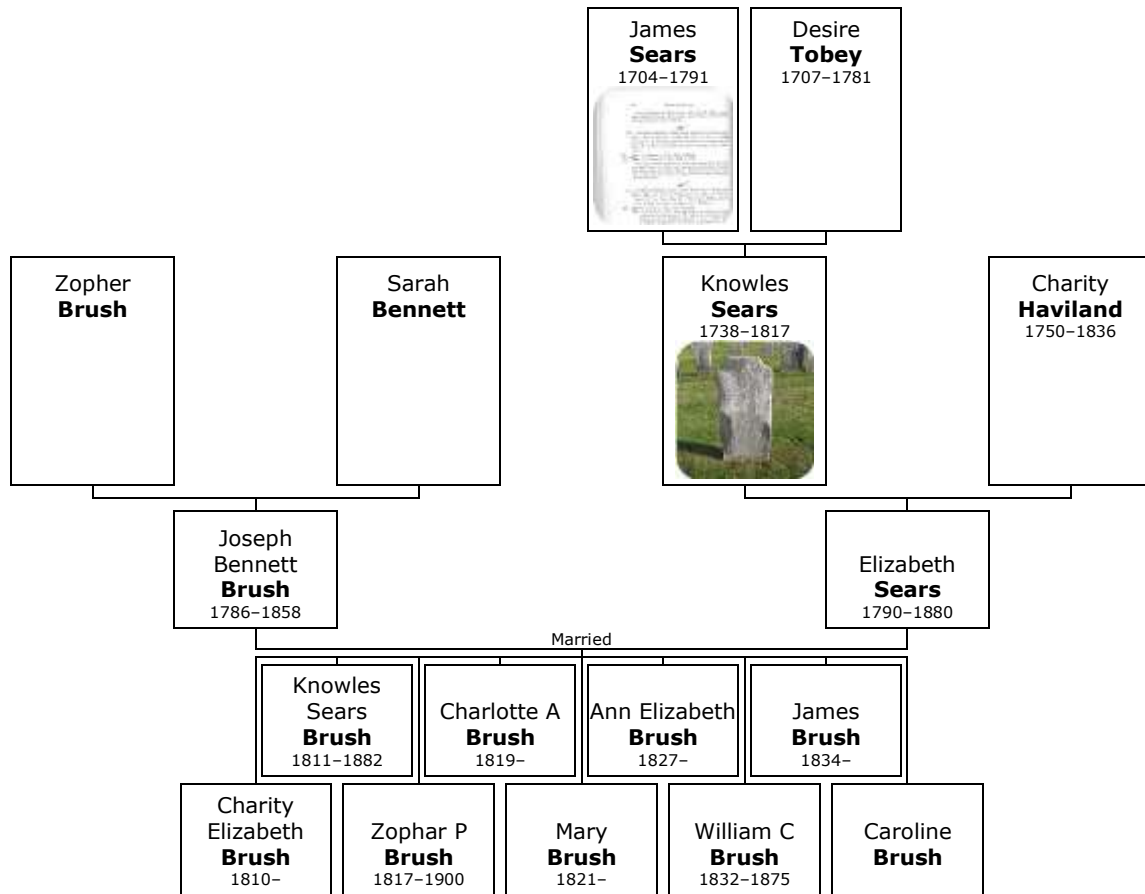 James
Sears
1704–1791
Desire
Tobey
1707–1781
Zopher
Brush
Sarah
Bennett
Knowles
Sears
1738–1817
Charity
Haviland
1750–1836
Joseph
Bennett
Brush
1786–1858
Elizabeth
Sears
1790–1880
Married
Knowles
Sears
Brush
1811–1882
Charlotte A
Brush
1819–
Ann Elizabeth
Brush
1827–
James
Brush
1834–
Charity
Elizabeth
Brush
1810–
Zophar P
Brush
1817–1900
Mary
Brush
1821–
William C
Brush
1832–1875
Caroline
Brush